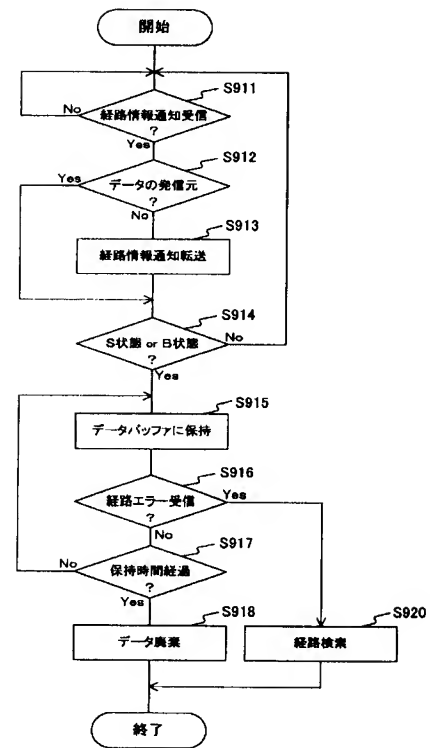 開始
S911
経路情報通知受信
?
No
Yes
S912
データの発信元
?
Yes
No
S913
経路情報通知転送
S914
S状態 or B状態
?
No
Yes
S915
データバッファに保持
S916
経路エラー受信
?
Yes
No
S917
保持時間経過
?
No
Yes
S918
データ廃棄
S920
経路検索
終了